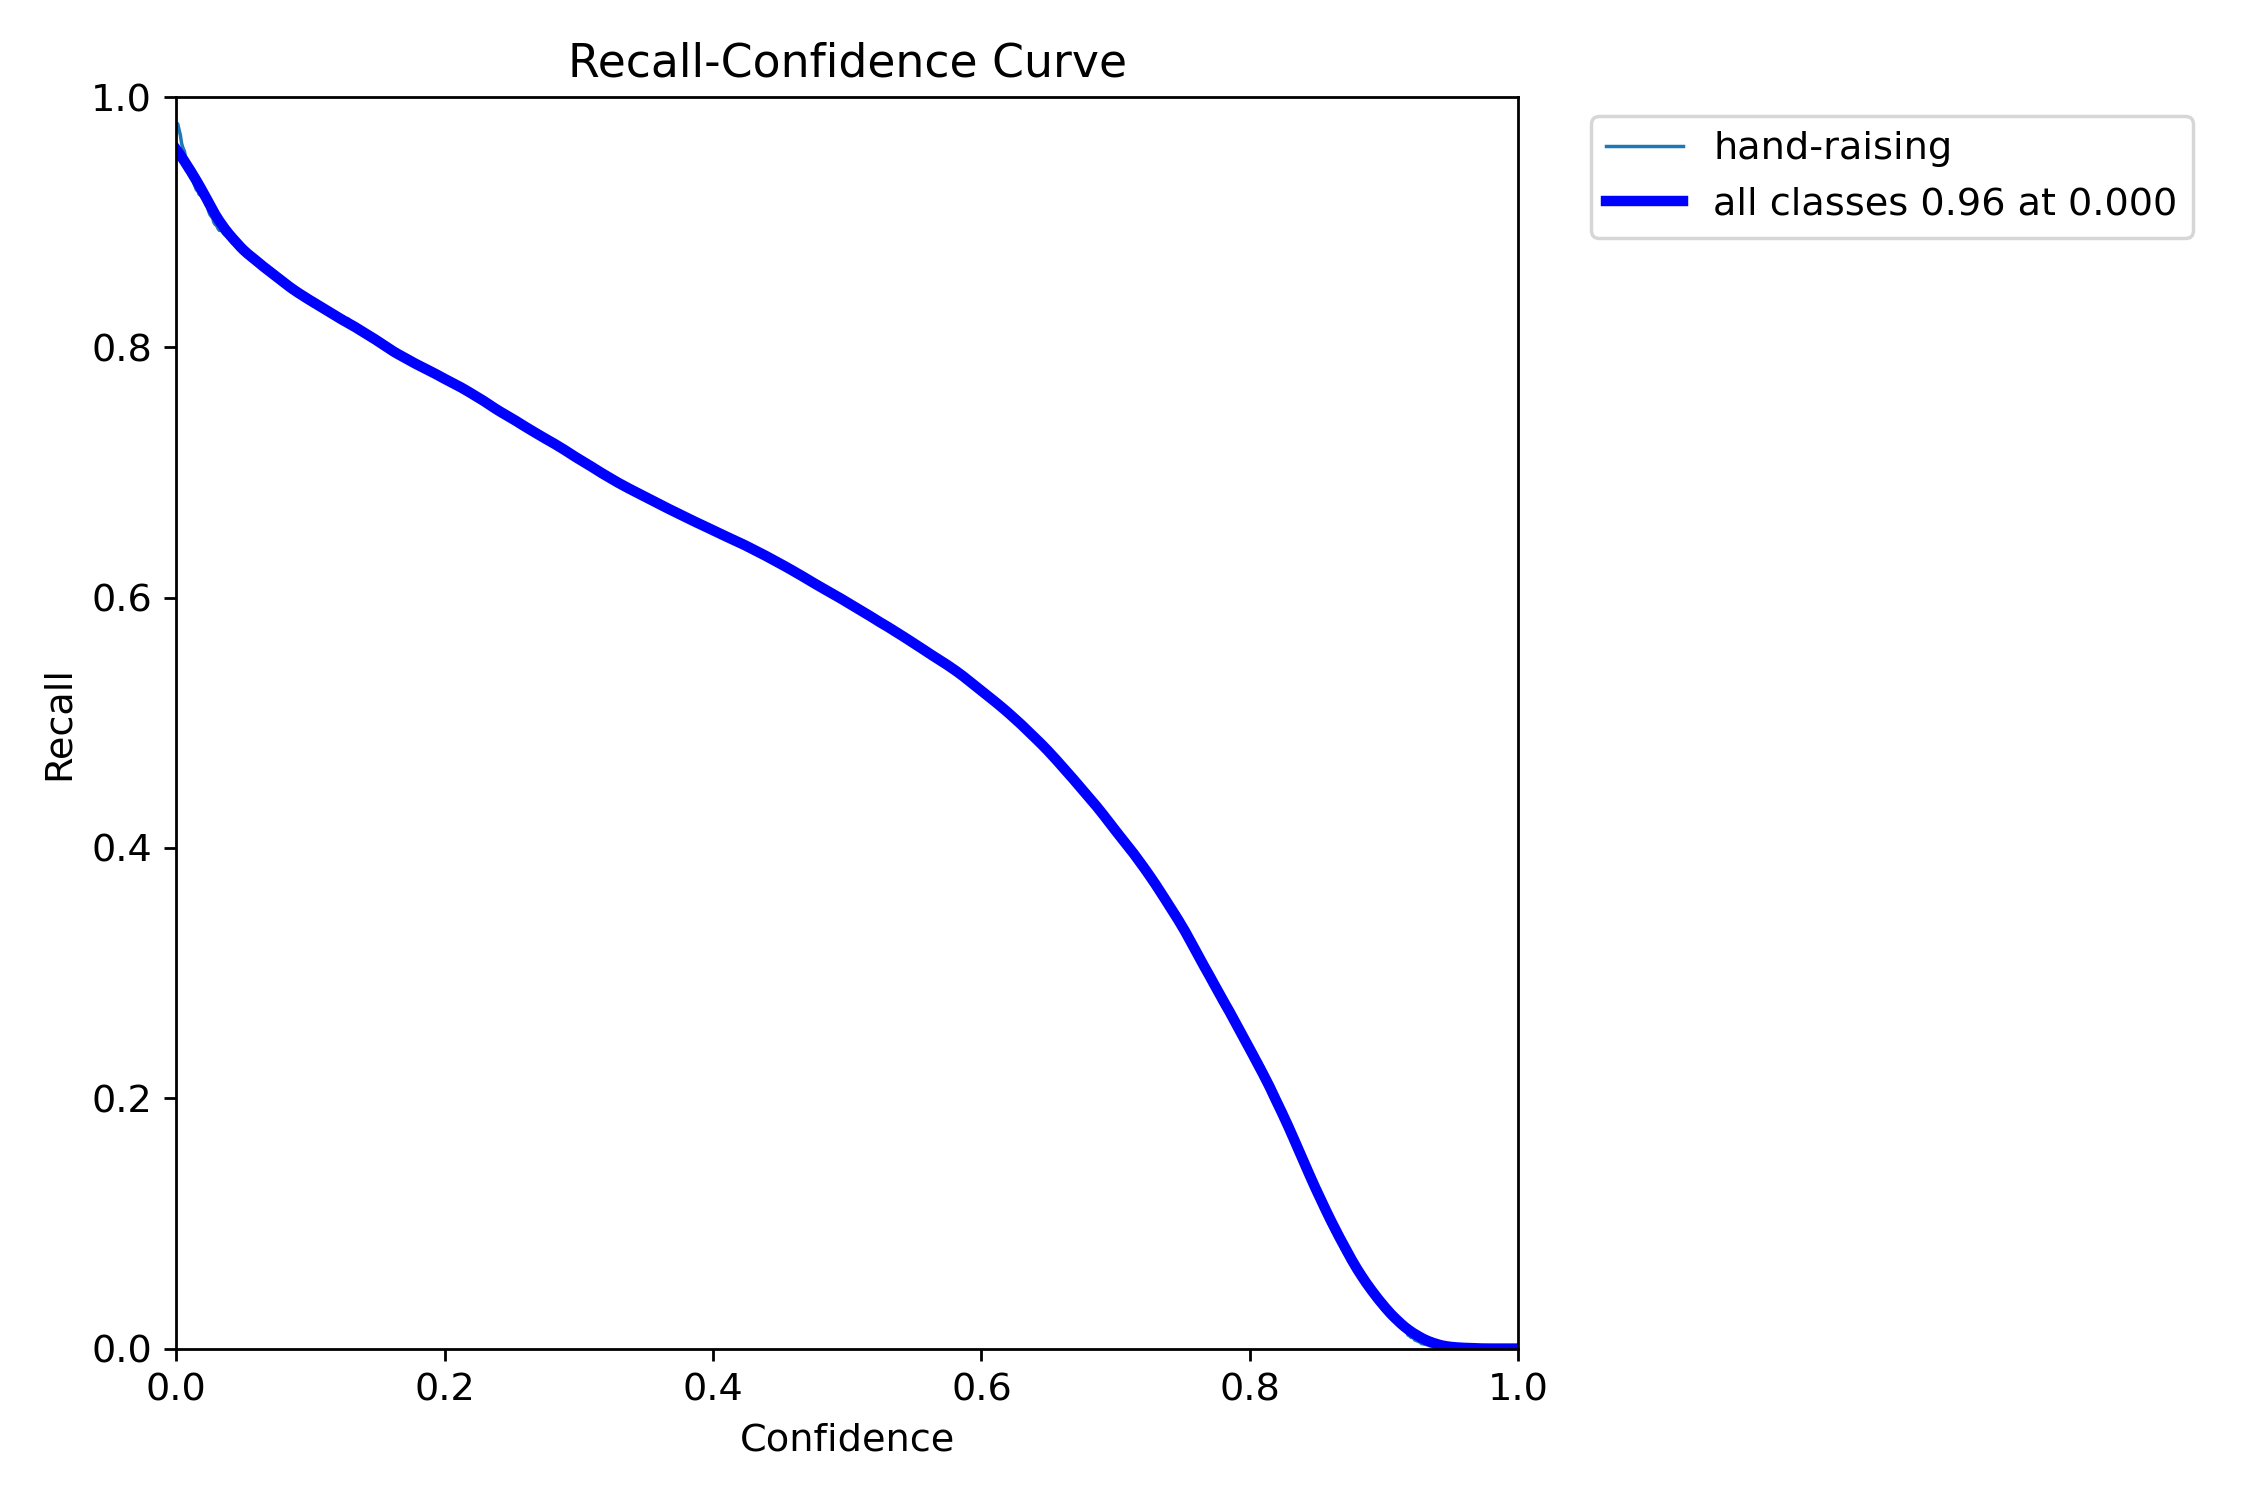 Recall-Confidence Curve
hand-raising
all classes 0.96 at 0.000
1.0
0.8
0.6
0.4
0.2
0.0
Recall
0.0 0.2 0.4 0.6 0.8 1.0
Confidence